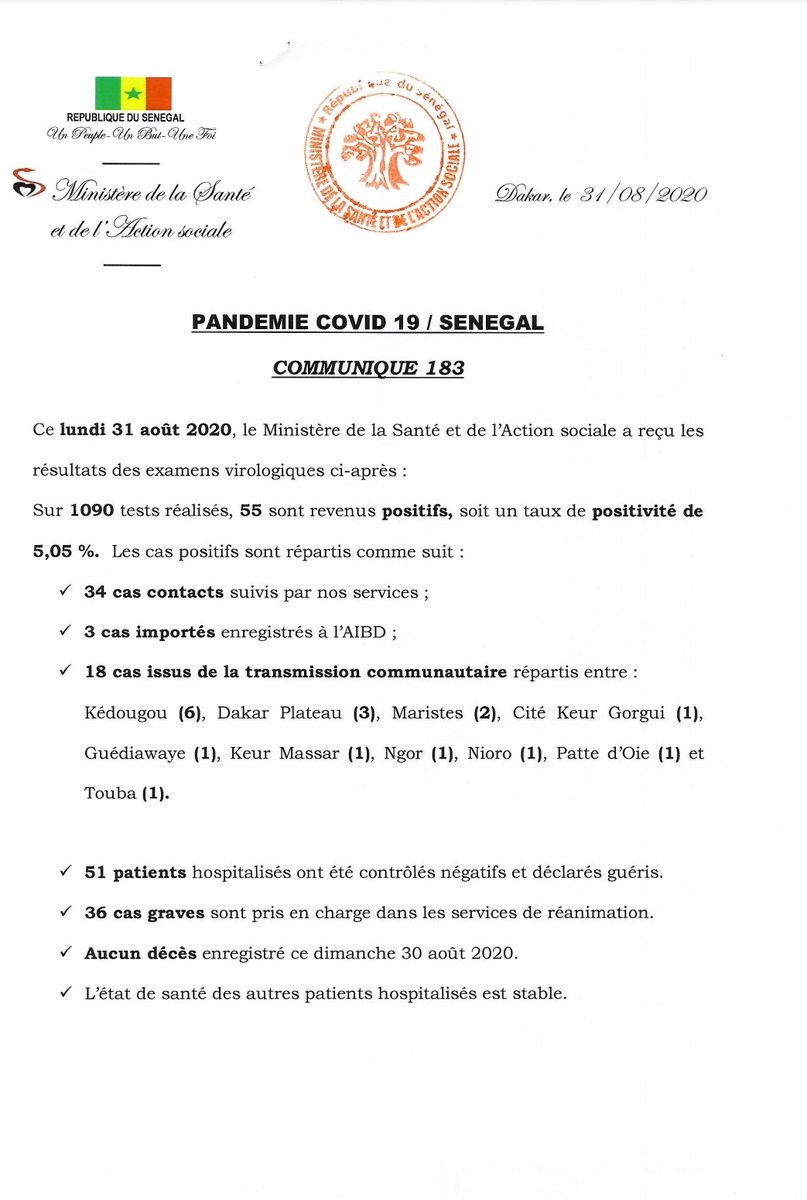 REPUBLIQUE DU SENEGAL
Un Peuple-Un But-Une Foi
Ministère de la Santé
et de l'Action sociale
République du Sénégal
MINISTÈRE DE LA SANTÉ ET DE L'ACTION SOCIALE
Dakar, le 31/08/2020
PANDEMIE COVID 19 / SENEGAL
COMMUNIQUE 183
Ce lundi 31 août 2020, le Ministère de la Santé et de l'Action sociale a reçu les
résultats des examens virologiques ci-après :
Sur 1090 tests réalisés, 55 sont revenus positifs, soit un taux de positivité de
5,05 %. Les cas positifs sont répartis comme suit :
✓ 34 cas contacts suivis par nos services ;
✓ 3 cas importés enregistrés à l'AIBD ;
✓ 18 cas issus de la transmission communautaire répartis entre :
Kédougou (6), Dakar Plateau (3), Maristes (2), Cité Keur Gorgui (1),
Guédiawaye (1), Keur Massar (1), Ngor (1), Nioro (1), Patte d'Oie (1) et
Touba (1).
✓ 51 patients hospitalisés ont été contrôlés négatifs et déclarés guéris.
✓ 36 cas graves sont pris en charge dans les services de réanimation.
✓ Aucun décès enregistré ce dimanche 30 août 2020.
✓ L'état de santé des autres patients hospitalisés est stable.